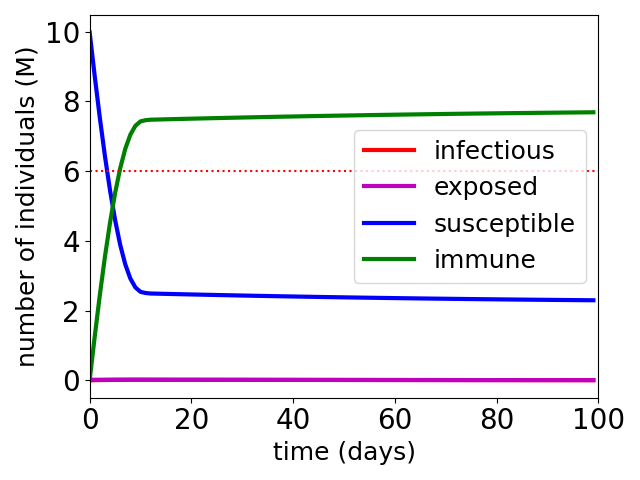 number of individuals (M)
10
8
6
4
2
0
infectious
exposed
susceptible
immune
0 20 40 60 80 100
time (days)